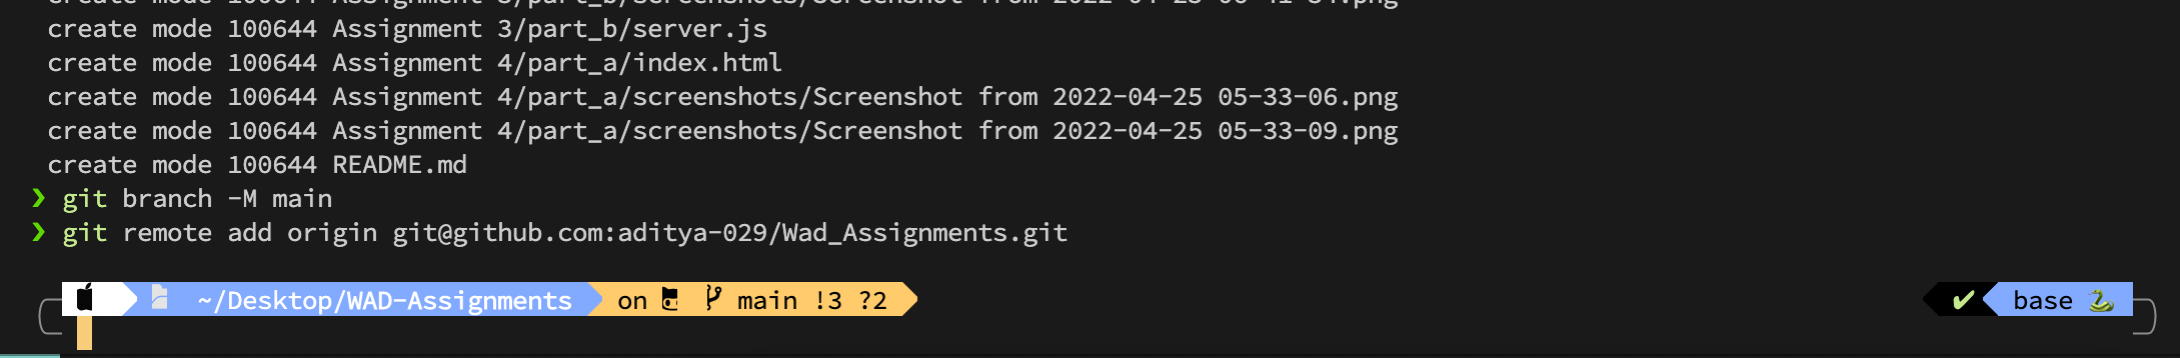 create mode 100644 Assignment 3/part_b/screenshots/Screenshot from 2022-04-25 .png
create mode 100644 Assignment 3/part_b/server.js
create mode 100644 Assignment 4/part_a/index.html
create mode 100644 Assignment 4/part_a/screenshots/Screenshot from 2022-04-25 05-33-06.png
create mode 100644 Assignment 4/part_a/screenshots/Screenshot from 2022-04-25 05-33-09.png
create mode 100644 README.md
❯ git branch -M main
❯ git remote add origin git@github.com:aditya-029/Wad_Assignments.git
~/Desktop/WAD-Assignments on main !3 ?2 ✔ base 🐍